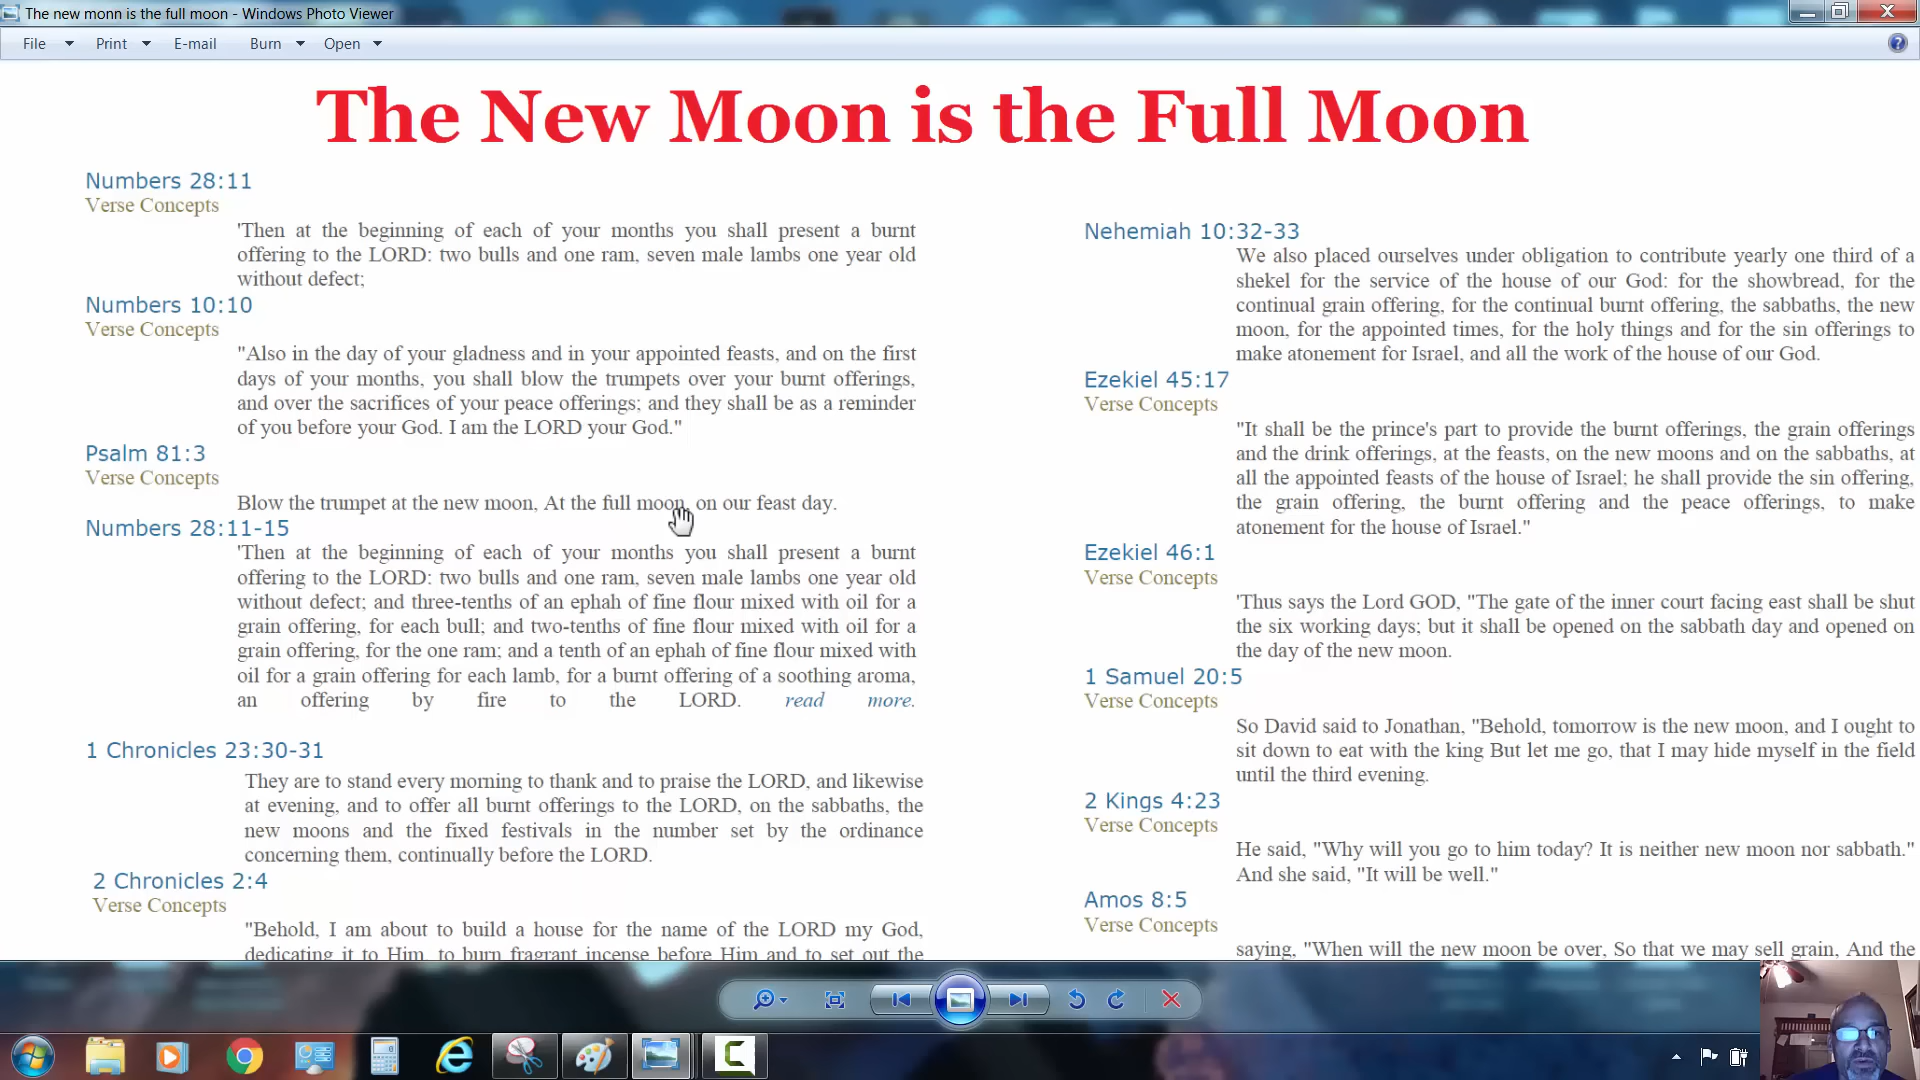 The new monn is the full moon - Windows Photo Viewer
File
Print
E-mail
Burn
Open
The New Moon is the Full Moon
Numbers 28:11
Verse Concepts
'Then at the beginning of each of your months you shall present a burnt
offering to the LORD: two bulls and one ram, seven male lambs one year old
without defect;
Numbers 10:10
Verse Concepts
"Also in the day of your gladness and in your appointed feasts, and on the first
days of your months, you shall blow the trumpets over your burnt offerings,
and over the sacrifices of your peace offerings; and they shall be as a reminder
of you before your God. I am the LORD your God."
Psalm 81:3
Verse Concepts
Blow the trumpet at the new moon, At the full moon, on our feast day.
Numbers 28:11-15
'Then at the beginning of each of your months you shall present a burnt
offering to the LORD: two bulls and one ram, seven male lambs one year old
without defect; and three-tenths of an ephah of fine flour mixed with oil for a
grain offering, for each bull; and two-tenths of fine flour mixed with oil for a
grain offering, for the one ram; and a tenth of an ephah of fine flour mixed with
oil for a grain offering for each lamb, for a burnt offering of a soothing aroma,
an offering by fire to the LORD. read more.
1 Chronicles 23:30-31
They are to stand every morning to thank and to praise the LORD, and likewise
at evening, and to offer all burnt offerings to the LORD, on the sabbaths, the
new moons and the fixed festivals in the number set by the ordinance
concerning them, continually before the LORD.
2 Chronicles 2:4
Verse Concepts
"Behold, I am about to build a house for the name of the LORD my God,
dedicating it to Him, to burn fragrant incense before Him and to set out the
Nehemiah 10:32-33
We also placed ourselves under obligation to contribute yearly one third of a
shekel for the service of the house of our God: for the showbread, for the
continual grain offering, for the continual burnt offering, the sabbaths, the new
moon, for the appointed times, for the holy things and for the sin offerings to
make atonement for Israel, and all the work of the house of our God.
Ezekiel 45:17
Verse Concepts
"It shall be the prince's part to provide the burnt offerings, the grain offerings
and the drink offerings, at the feasts, on the new moons and on the sabbaths, at
all the appointed feasts of the house of Israel; he shall provide the sin offering,
the grain offering, the burnt offering and the peace offerings, to make
atonement for the house of Israel."
Ezekiel 46:1
Verse Concepts
'Thus says the Lord GOD, "The gate of the inner court facing east shall be shut
the six working days; but it shall be opened on the sabbath day and opened on
the day of the new moon.
1 Samuel 20:5
Verse Concepts
So David said to Jonathan, "Behold, tomorrow is the new moon, and I ought to
sit down to eat with the king But let me go, that I may hide myself in the field
until the third evening.
2 Kings 4:23
Verse Concepts
He said, "Why will you go to him today? It is neither new moon nor sabbath."
And she said, "It will be well."
Amos 8:5
Verse Concepts
saying, "When will the new moon be over, So that we may sell grain, And the